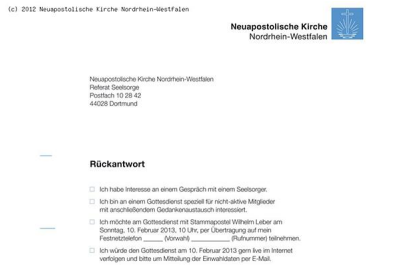 (c) 2012 Neuapostolische Kirche Nordrhein-Westfalen
Neuapostolische Kirche
Nordrhein-Westfalen
Neuapostolische Kirche Nordrhein-Westfalen
Referat Seelsorge
Postfach 10 28 42
44028 Dortmund
Rückantwort
Ich habe Interesse an einem Gespräch mit einem Seelsorger.
Ich bin an einem Gottesdienst speziell für nicht-aktive Mitglieder
mit anschließendem Gedankenaustausch interessiert.
Ich möchte am Gottesdienst mit Stammapostel Wilhelm Leber am
Sonntag, 10. Februar 2013, 10 Uhr, per Übertragung auf mein
Festnetztelefon ______ (Vorwahl) ____________ (Rufnummer) teilnehmen.
Ich würde den Gottesdienst am 10. Februar 2013 gern live im Internet
verfolgen und bitte um Mitteilung der Einwahldaten per E-Mail.